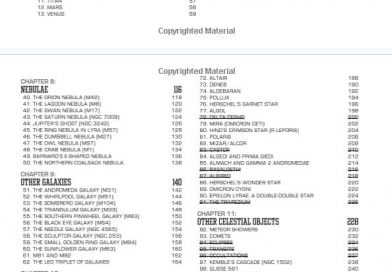 11 TITAN 57
12 MARS 58
13 VENUS 59
Copyrighted Material
Copyrighted Material
CHAPTER 8:
NEBULAE 116
40. THE ORION NEBULA (M42) 118
41. THE LAGOON NEBULA (M8) 120
42. THE SWAN NEBULA (M17) 122
43. THE SATURN NEBULA (NGC 7009) 124
44. JUPITER'S GHOST (NGC 3242) 126
45. THE RING NEBULA IN LYRA (M57) 128
46. THE DUMBBELL NEBULA (M27) 130
47. THE OWL NEBULA (M97) 132
48. THE CRAB NEBULA (M1) 134
49. BARNARD'S E-SHAPED NEBULA 136
50. THE NORTHERN COALSACK NEBULA 138
CHAPTER 9:
OTHER GALAXIES 140
51. THE ANDROMEDA GALAXY (M31) 142
52. THE WHIRLPOOL GALAXY (M51) 144
53. THE SOMBRERO GALAXY (M104) 146
54. THE TRIANGULUM GALAXY (M33) 148
55. THE SOUTHERN PINWHEEL GALAXY (M83) 150
56. THE BLACK EYE GALAXY (M64) 152
57. THE NEEDLE GALAXY (NGC 4565) 154
58. THE SCULPTOR GALAXY (NGC 253) 156
59. THE SMALL GOLDEN RING GALAXY (M94) 158
60. THE SUNFLOWER GALAXY (M63) 160
61. M81 AND M82 162
62. THE LEO TRIPLET OF GALAXIES 164
72. ALTAIR 188
73. DENEB 190
74. ALDEBARAN 192
75. POLLUX 194
76. HERSCHEL'S GARNET STAR 196
77. ALGOL 198
78. DELTA CEPHEI 200
79. MIRA (OMICRON CETI) 202
80. HIND'S CRIMSON STAR (R LEPORIS) 204
81. POLARIS 206
82. MIZAR/ALCOR 208
83. CASTOR 210
84. ALGEDI AND PRIMA GIEDI 212
85. ALMACH AND GAMMA 2 ANDROMEDAE 214
86. RASALGETHI 216
87. ALBIREO 218
88. HERSCHEL'S WONDER STAR 220
89. OMICRON CYGNI 222
90. EPSILON LYRAE: A DOUBLE-DOUBLE STAR 224
91. THE TRAPEZIUM 226
CHAPTER 11:
OTHER CELESTIAL OBJECTS 228
92. METEOR SHOWERS 230
93. COMETS 232
94. ECLIPSES 234
95. TRANSITS 236
96. OCCULTATIONS 237
97. KEMBLE'S CASCADE (NGC 1502) 238
98. GLIESE 581 240